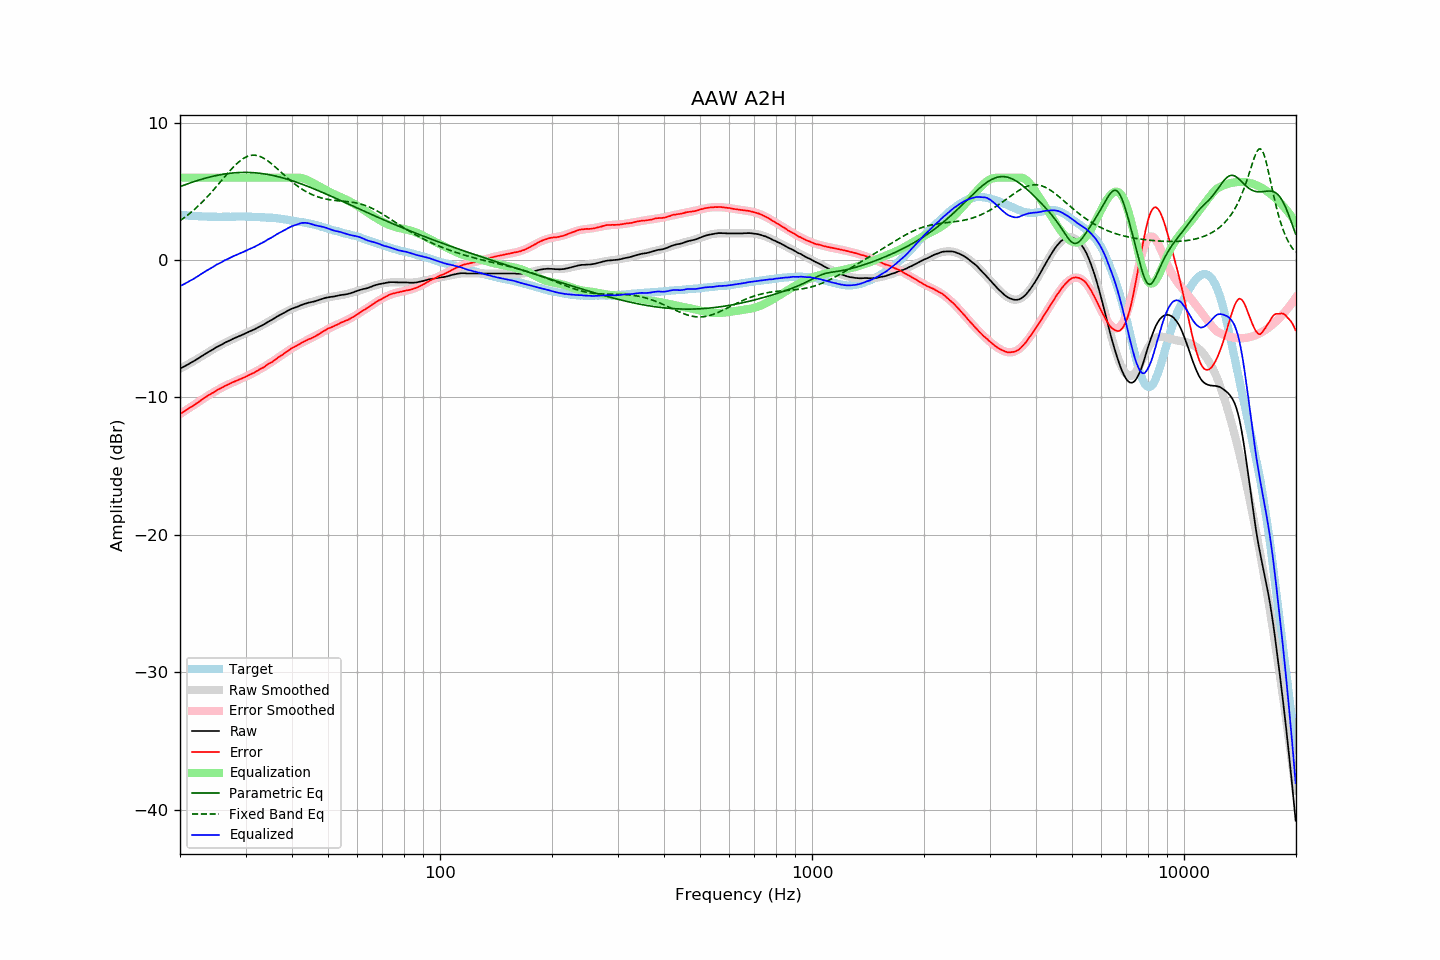 AAW A2H
10
0
−10
−20
−30
−40
Amplitude (dBr)
Target
Raw Smoothed
Error Smoothed
Raw
Error
Equalization
Parametric Eq
Fixed Band Eq
Equalized
100
1000
10000
Frequency (Hz)